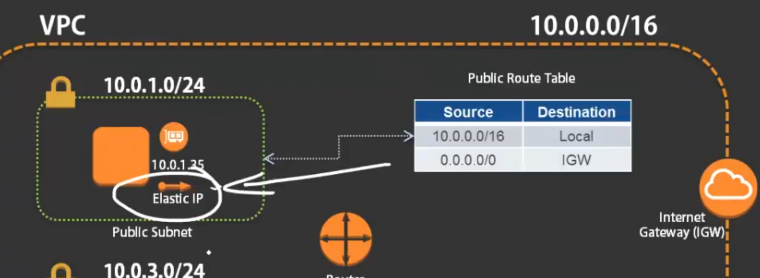 VPC
10.0.0.0/16
10.0.1.0/24
Public Route Table
Source Destination
10.0.0.0/16 Local
0.0.0.0/0 IGW
10.0.1.35
Elastic IP
Public Subnet
Internet
Gateway (IGW)
10.0.3.0/24
Router